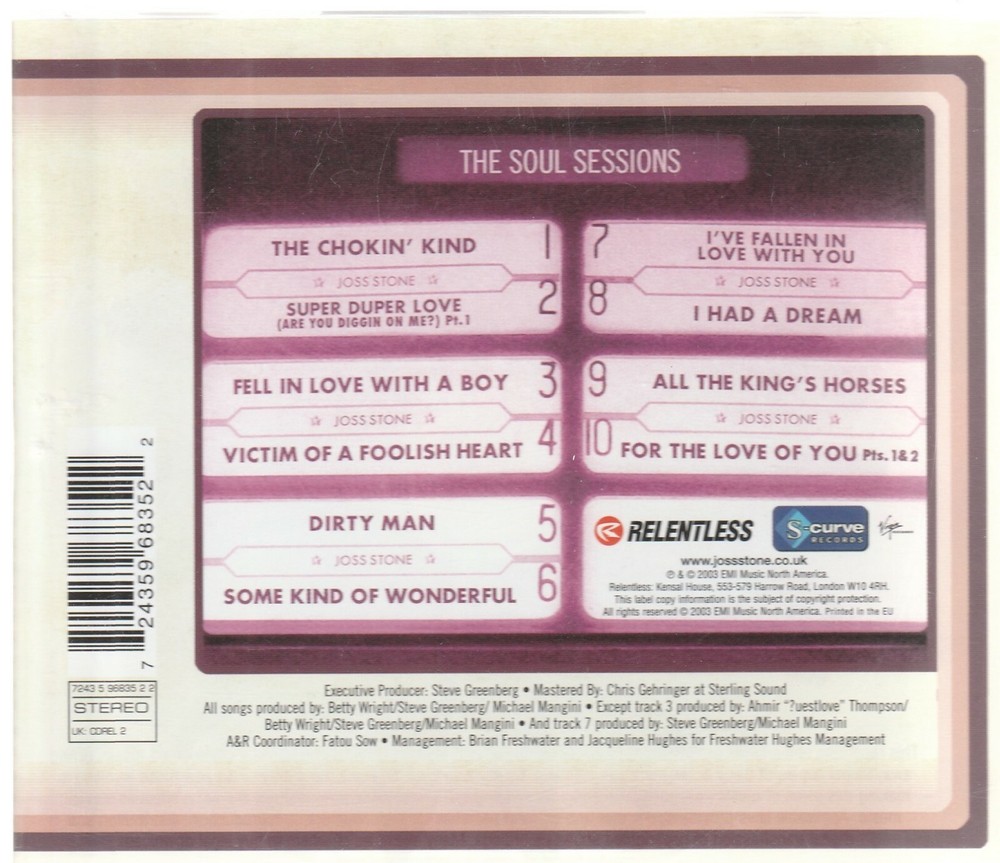 THE SOUL SESSIONS
THE CHOKIN' KIND 1
☆ JOSS STONE ☆
SUPER DUPER LOVE 2
(ARE YOU DIGGIN ON ME?) Pt.1
FELL IN LOVE WITH A BOY 3
☆ JOSS STONE ☆
VICTIM OF A FOOLISH HEART 4
DIRTY MAN 5
☆ JOSS STONE ☆
SOME KIND OF WONDERFUL 6
7 I'VE FALLEN IN
LOVE WITH YOU
☆ JOSS STONE ☆
8 I HAD A DREAM
9 ALL THE KING'S HORSES
☆ JOSS STONE ☆
10 FOR THE LOVE OF YOU Pts. 1&2
RELENTLESS
S-curve
RECORDS
Virgin
www.jossstone.co.uk
℗ & © 2003 EMI Music North America.
Relentless: Kensal House, 553-579 Harrow Road, London W10 4RH.
This label copy information is the subject of copyright protection.
All rights reserved © 2003 EMI Music North America. Printed in the EU
7 24359 68352 2
7243 5 96835 2 2
STEREO
UK: CDREL 2
Executive Producer: Steve Greenberg • Mastered By: Chris Gehringer at Sterling Sound
All songs produced by: Betty Wright/Steve Greenberg/ Michael Mangini • Except track 3 produced by: Ahmir "?uestlove" Thompson/
Betty Wright/Steve Greenberg/Michael Mangini • And track 7 produced by: Steve Greenberg/Michael Mangini
A&R Coordinator: Fatou Sow • Management: Brian Freshwater and Jacqueline Hughes for Freshwater Hughes Management